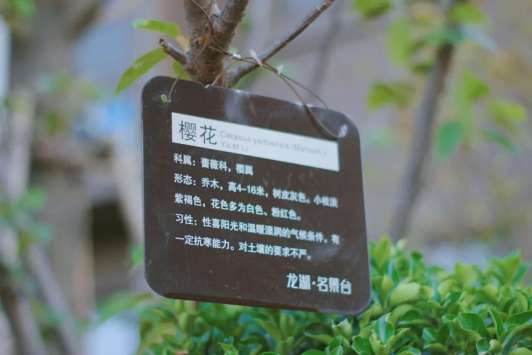 樱花 Cerasus yedoensis (Matsum.)
Yü et Li
科属：蔷薇科，樱属
形态：乔木，高4-16米，树皮灰色。小枝淡
紫褐色，花色多为白色、粉红色。
习性：性喜阳光和温暖湿润的气候条件，有
一定抗寒能力。对土壤的要求不严。
龙湖·名景台